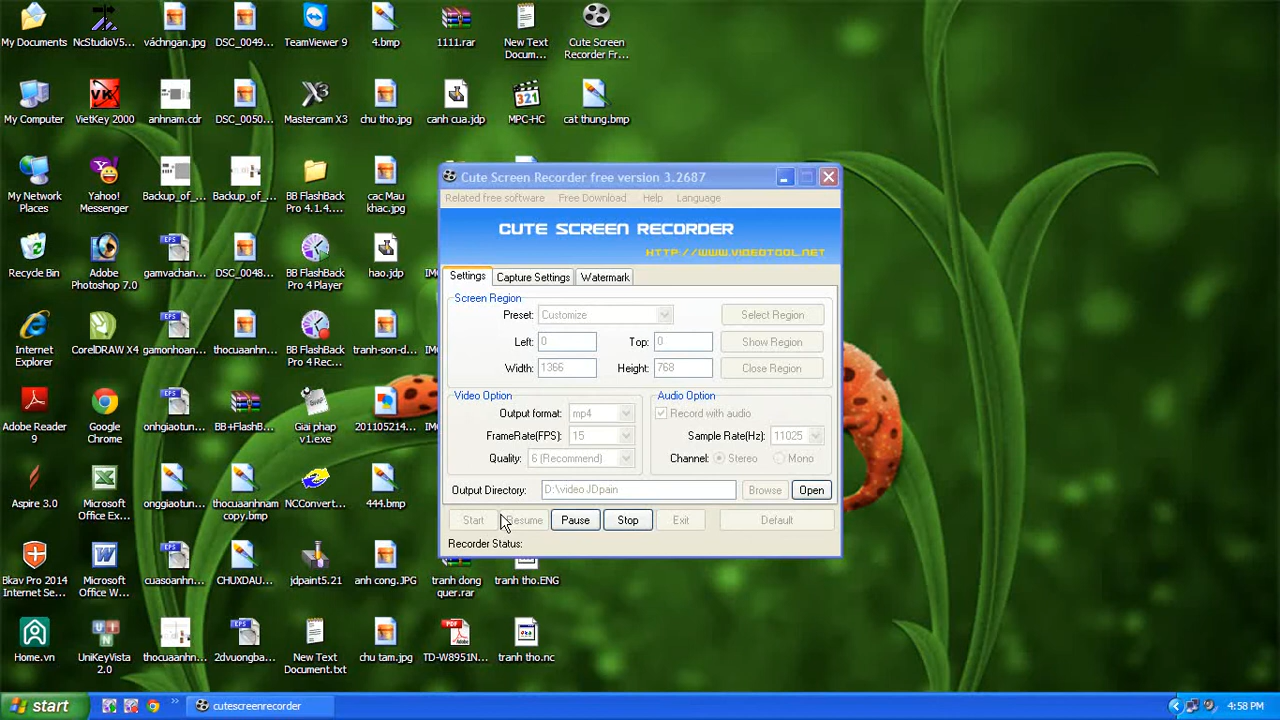 My Documents
NcStudioV5...
váchngan.jpg
DSC_0049...
TeamViewer 9
4.bmp
1111.rar
New Text
Docum...
Cute Screen
Recorder Fr...
My Computer
VietKey 2000
anhnam.cdr
DSC_0050...
Mastercam X3
chu tho.jpg
canh cua.jdp
MPC-HC
cat thung.bmp
My Network
Places
Yahoo!
Messenger
Backup_of_...
Backup_of_...
BB FlashBack
Pro 4.1.4....
cac Mau
khac.jpg
Recycle Bin
Adobe
Photoshop 7.0
gamvachan...
DSC_0048...
BB FlashBack
Pro 4 Player
hao.jdp
Internet
Explorer
CorelDRAW X4
gamonhoan...
thocuaanh...
BB FlashBack
Pro 4 Rec...
tranh-son-d...
Adobe Reader
9
Google
Chrome
onhgiotun...
BB+FlashB...
Giai phap
v1.exe
201105214...
Aspire 3.0
Microsoft
Office Ex...
onggiotun...
thocuaanhnam
copy.bmp
NCConvert...
444.bmp
Bkav Pro 2014
Internet Se...
Microsoft
Office W...
cuasoanhn...
CHUXDAU...
jdpaint5.21
anh cong.JPG
tranh dong
quer.rar
tranh tho.ENG
Home.vn
UniKeyVista
2.0
thocuaanh...
2dvuongba...
New Text
Document.txt
chu tam.jpg
TD-W8951N...
tranh tho.nc
Cute Screen Recorder free version 3.2687
Related free software Free Download Help Language
CUTE SCREEN RECORDER
HTTP://WWW.VIDEOTOOL.NET
Settings Capture Settings Watermark
Screen Region
Preset: Customize Select Region
Left: 0 Top: 0 Show Region
Width: 1366 Height: 768 Close Region
Video Option
Output format: mp4
FrameRate(FPS): 15
Quality: 6 (Recommend)
Audio Option
Record with audio
Sample Rate(Hz): 11025
Channel: Stereo Mono
Output Directory: D:\video JDpain Browse Open
Start Resume Pause Stop Exit Default
Recorder Status:
start
cutescreenrecorder
4:58 PM